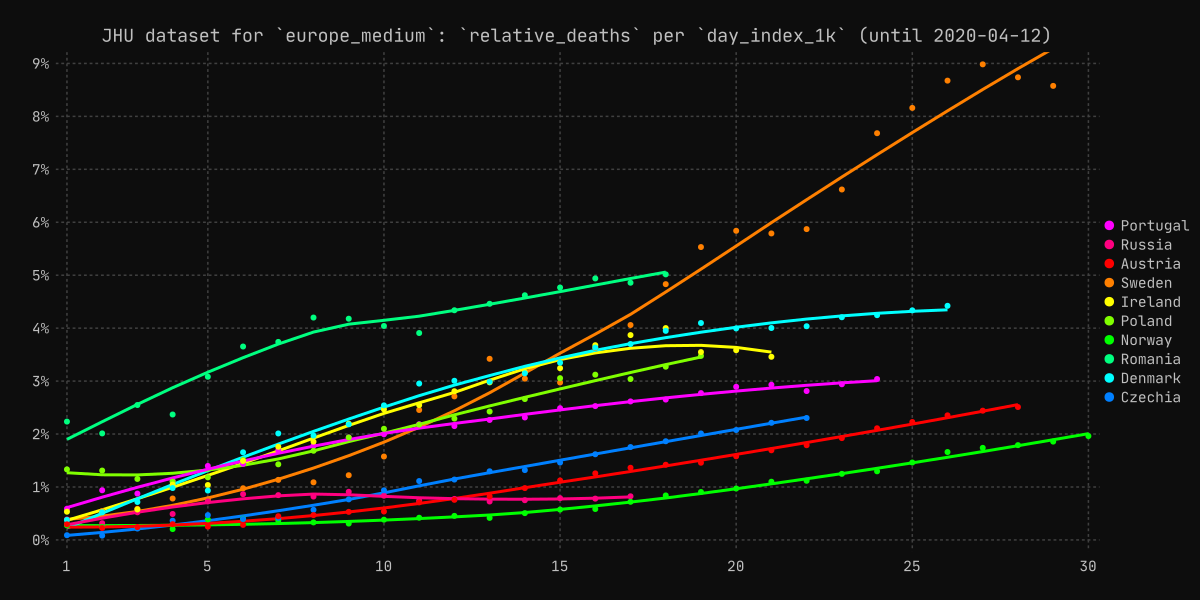 JHU dataset for `europe_medium`: `relative_deaths` per `day_index_1k` (until 2020-04-12)
9%
8%
7%
6%
5%
4%
3%
2%
1%
0%
1 5 10 15 20 25 30
Portugal
Russia
Austria
Sweden
Ireland
Poland
Norway
Romania
Denmark
Czechia